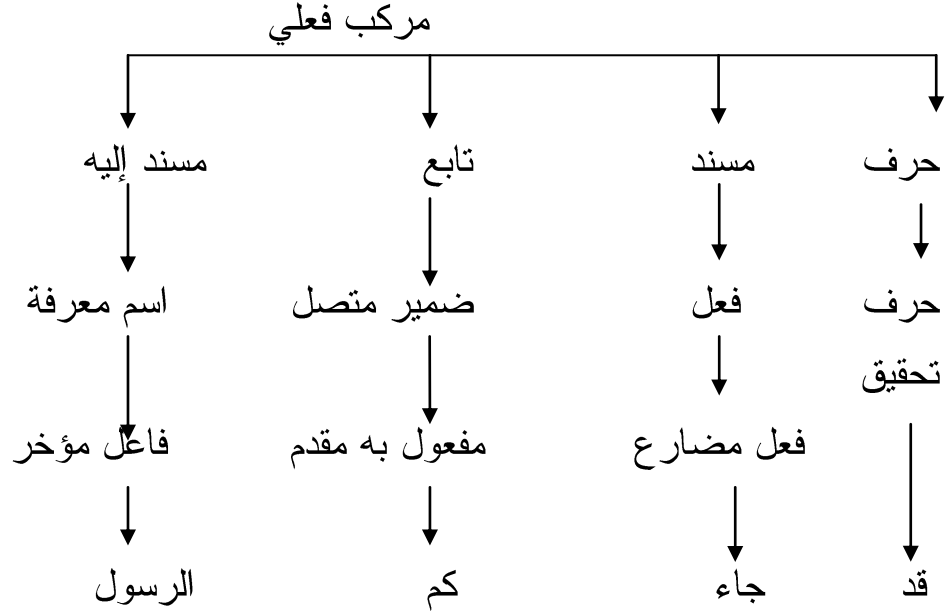 مركب فعلي
حرف مسند تابع مسند إليه
حرف فعل ضمير متصل اسم معرفة
تحقيق
فعل مضارع مفعول به مقدم فاعل مؤخر
قد جاء كم الرسول